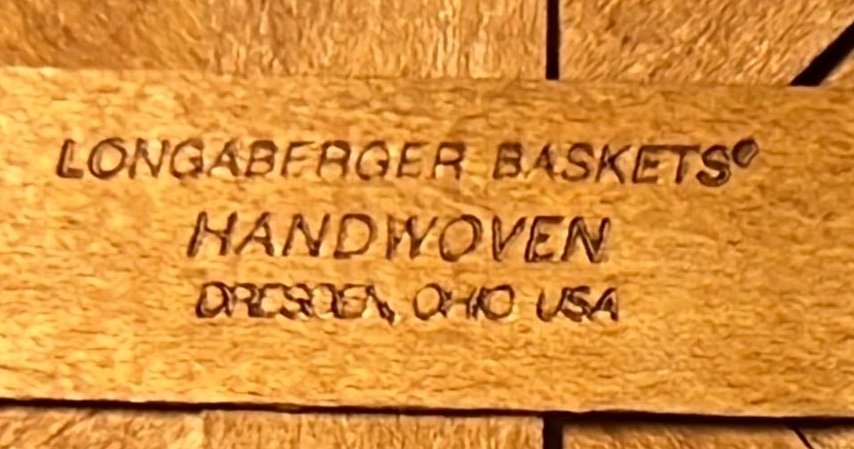 LONGABERGER BASKETS®
HANDWOVEN
DRESDEN, OHIO USA